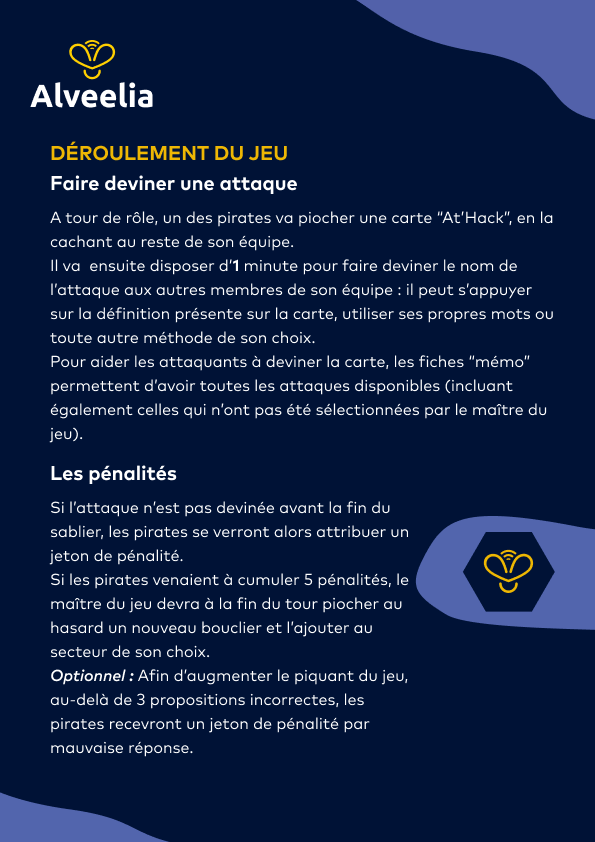 Alveelia
DÉROULEMENT DU JEU
Faire deviner une attaque
A tour de rôle, un des pirates va piocher une carte “At’Hack”, en la
cachant au reste de son équipe.
Il va  ensuite disposer d’1 minute pour faire deviner le nom de
l’attaque aux autres membres de son équipe : il peut s’appuyer
sur la définition présente sur la carte, utiliser ses propres mots ou
toute autre méthode de son choix.
Pour aider les attaquants à deviner la carte, les fiches “mémo”
permettent d’avoir toutes les attaques disponibles (incluant
également celles qui n’ont pas été sélectionnées par le maître du
jeu).
Les pénalités
Si l’attaque n’est pas devinée avant la fin du
sablier, les pirates se verront alors attribuer un
jeton de pénalité.
Si les pirates venaient à cumuler 5 pénalités, le
maître du jeu devra à la fin du tour piocher au
hasard un nouveau bouclier et l’ajouter au
secteur de son choix.
Optionnel : Afin d’augmenter le piquant du jeu,
au-delà de 3 propositions incorrectes, les
pirates recevront un jeton de pénalité par
mauvaise réponse.